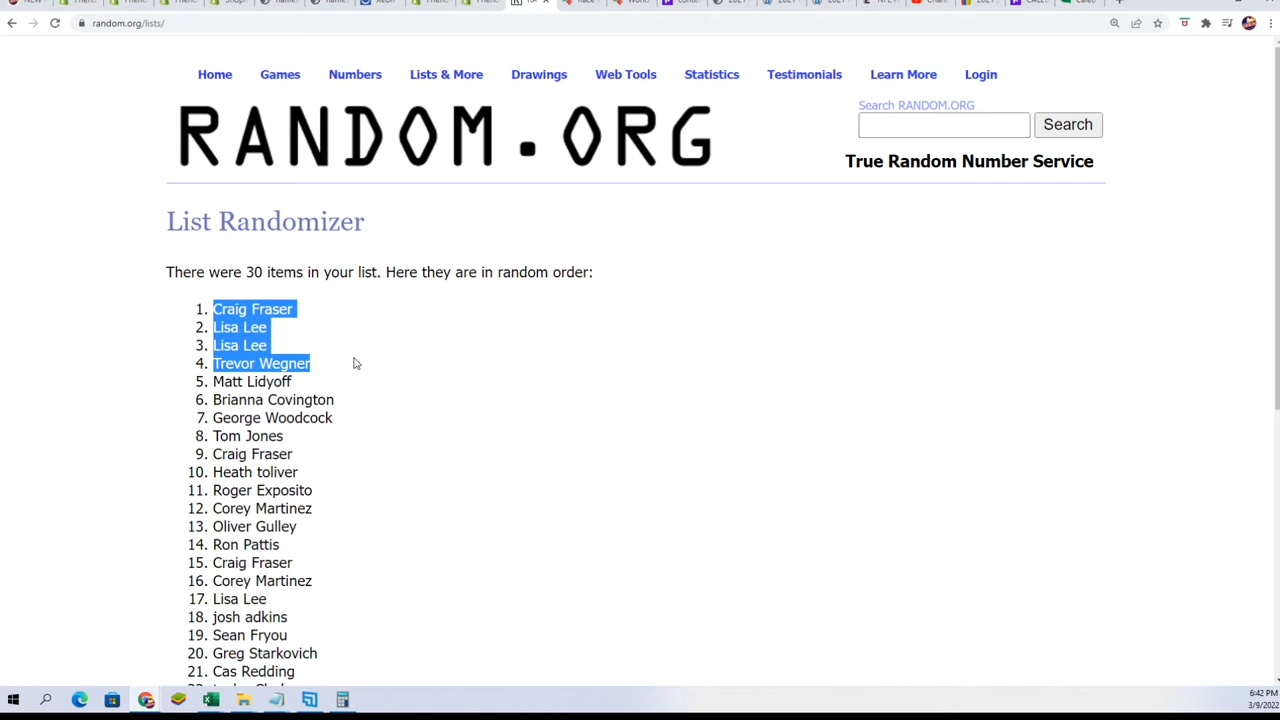 random.org/lists/
Home Games Numbers Lists & More Drawings Web Tools Statistics Testimonials Learn More Login
RANDOM.ORG
Search RANDOM.ORG
Search
True Random Number Service
List Randomizer
There were 30 items in your list. Here they are in random order:
1. Craig Fraser
2. Lisa Lee
3. Lisa Lee
4. Trevor Wegner
5. Matt Lidyoff
6. Brianna Covington
7. George Woodcock
8. Tom Jones
9. Craig Fraser
10. Heath toliver
11. Roger Exposito
12. Corey Martinez
13. Oliver Gulley
14. Ron Pattis
15. Craig Fraser
16. Corey Martinez
17. Lisa Lee
18. josh adkins
19. Sean Fryou
20. Greg Starkovich
21. Cas Redding
6:42 PM
3/9/2022